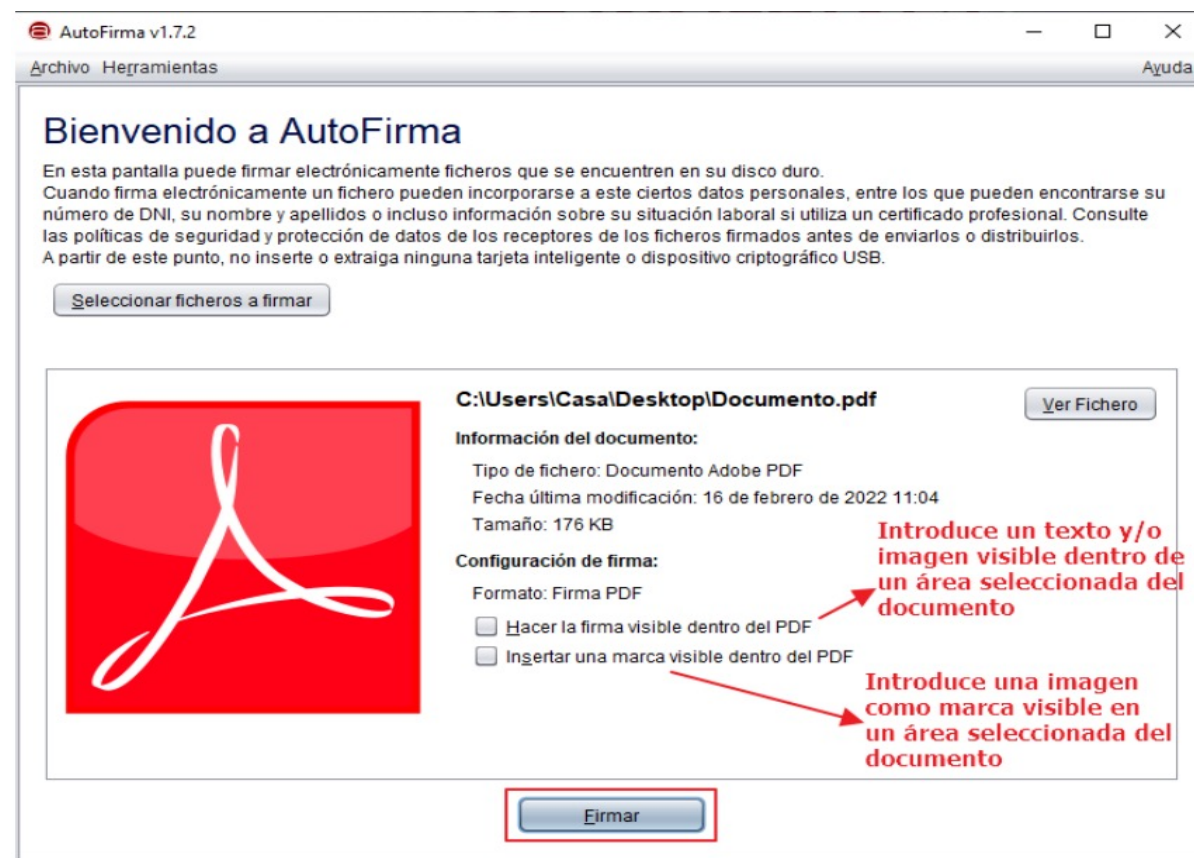 AutoFirma v1.7.2
Archivo Herramientas Ayuda
Bienvenido a AutoFirma
En esta pantalla puede firmar electrónicamente ficheros que se encuentren en su disco duro.
Cuando firma electrónicamente un fichero pueden incorporarse a este ciertos datos personales, entre los que pueden encontrarse su
número de DNI, su nombre y apellidos o incluso información sobre su situación laboral si utiliza un certificado profesional. Consulte
las políticas de seguridad y protección de datos de los receptores de los ficheros firmados antes de enviarlos o distribuirlos.
A partir de este punto, no inserte o extraiga ninguna tarjeta inteligente o dispositivo criptográfico USB.
Seleccionar ficheros a firmar
C:\Users\Casa\Desktop\Documento.pdf
Ver Fichero
Información del documento:
Tipo de fichero: Documento Adobe PDF
Fecha última modificación: 16 de febrero de 2022 11:04
Tamaño: 176 KB
Introduce un texto y/o
imagen visible dentro de
un área seleccionada del
documento
Configuración de firma:
Formato: Firma PDF
Hacer la firma visible dentro del PDF
Insertar una marca visible dentro del PDF
Introduce una imagen
como marca visible en
un área seleccionada del
documento
Firmar